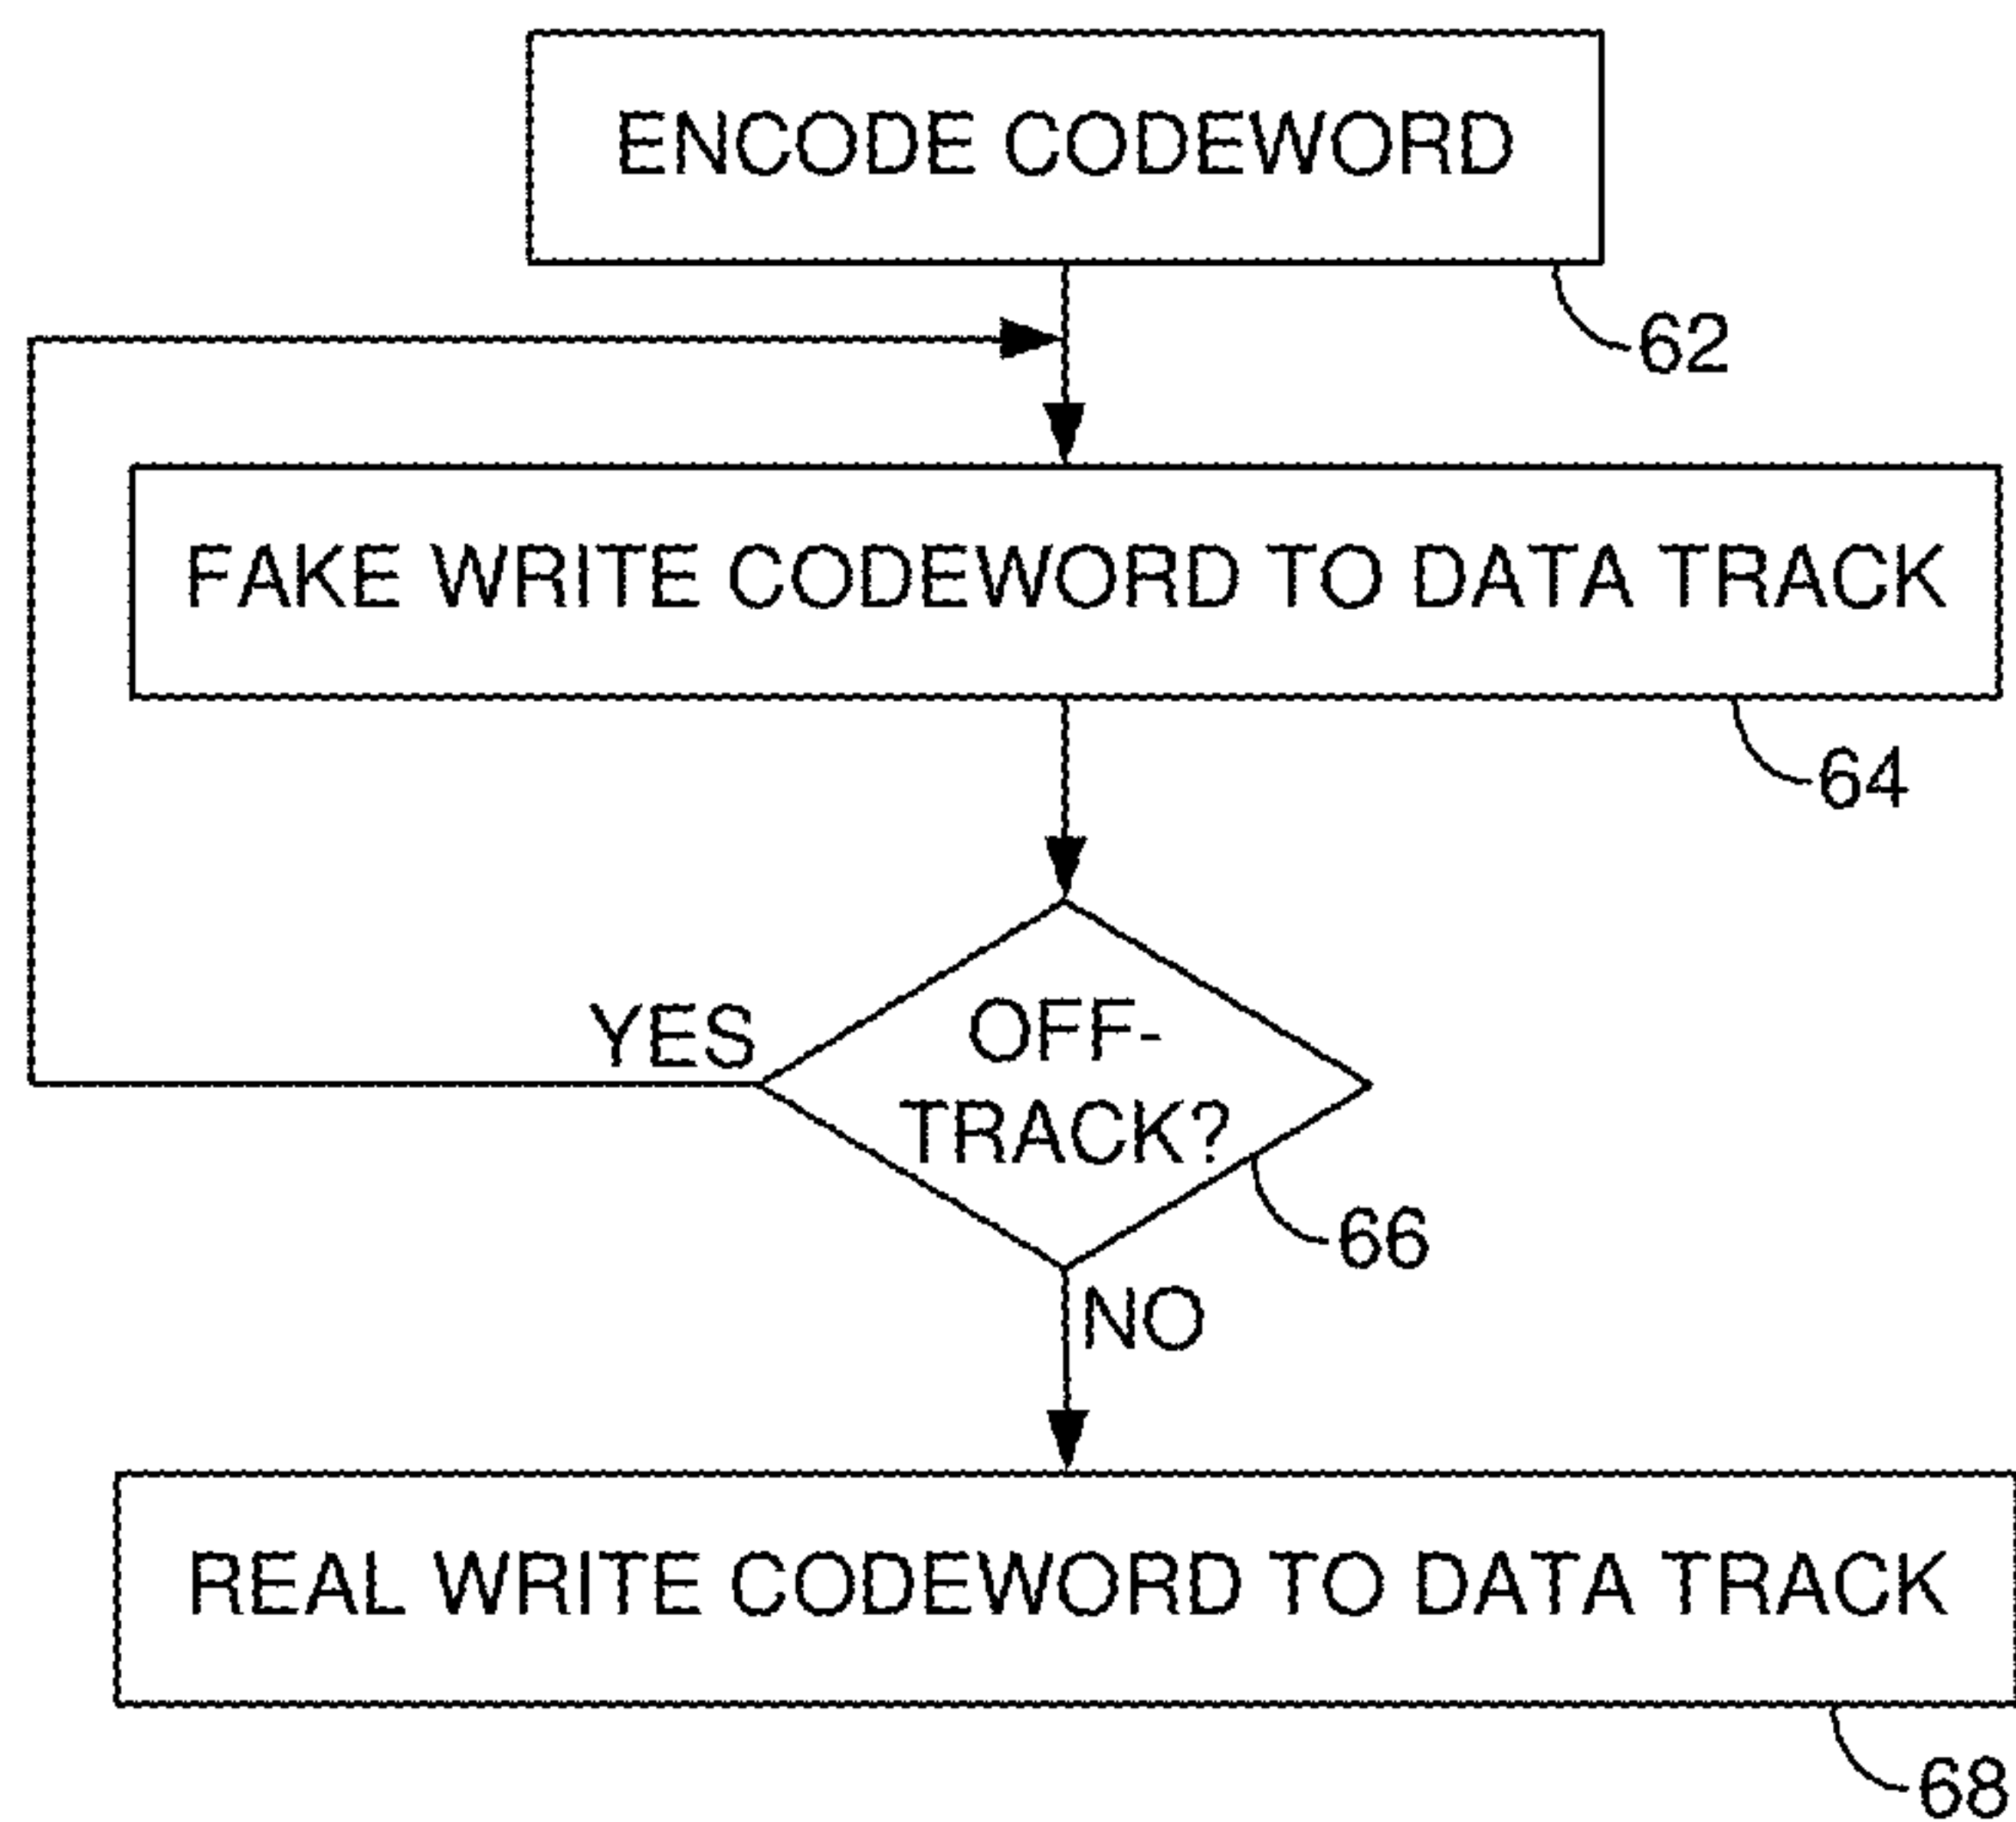 ENCODE CODEWORD
62
FAKE WRITE CODEWORD TO DATA TRACK
64
YES
OFF-
TRACK?
66
NO
REAL WRITE CODEWORD TO DATA TRACK
68